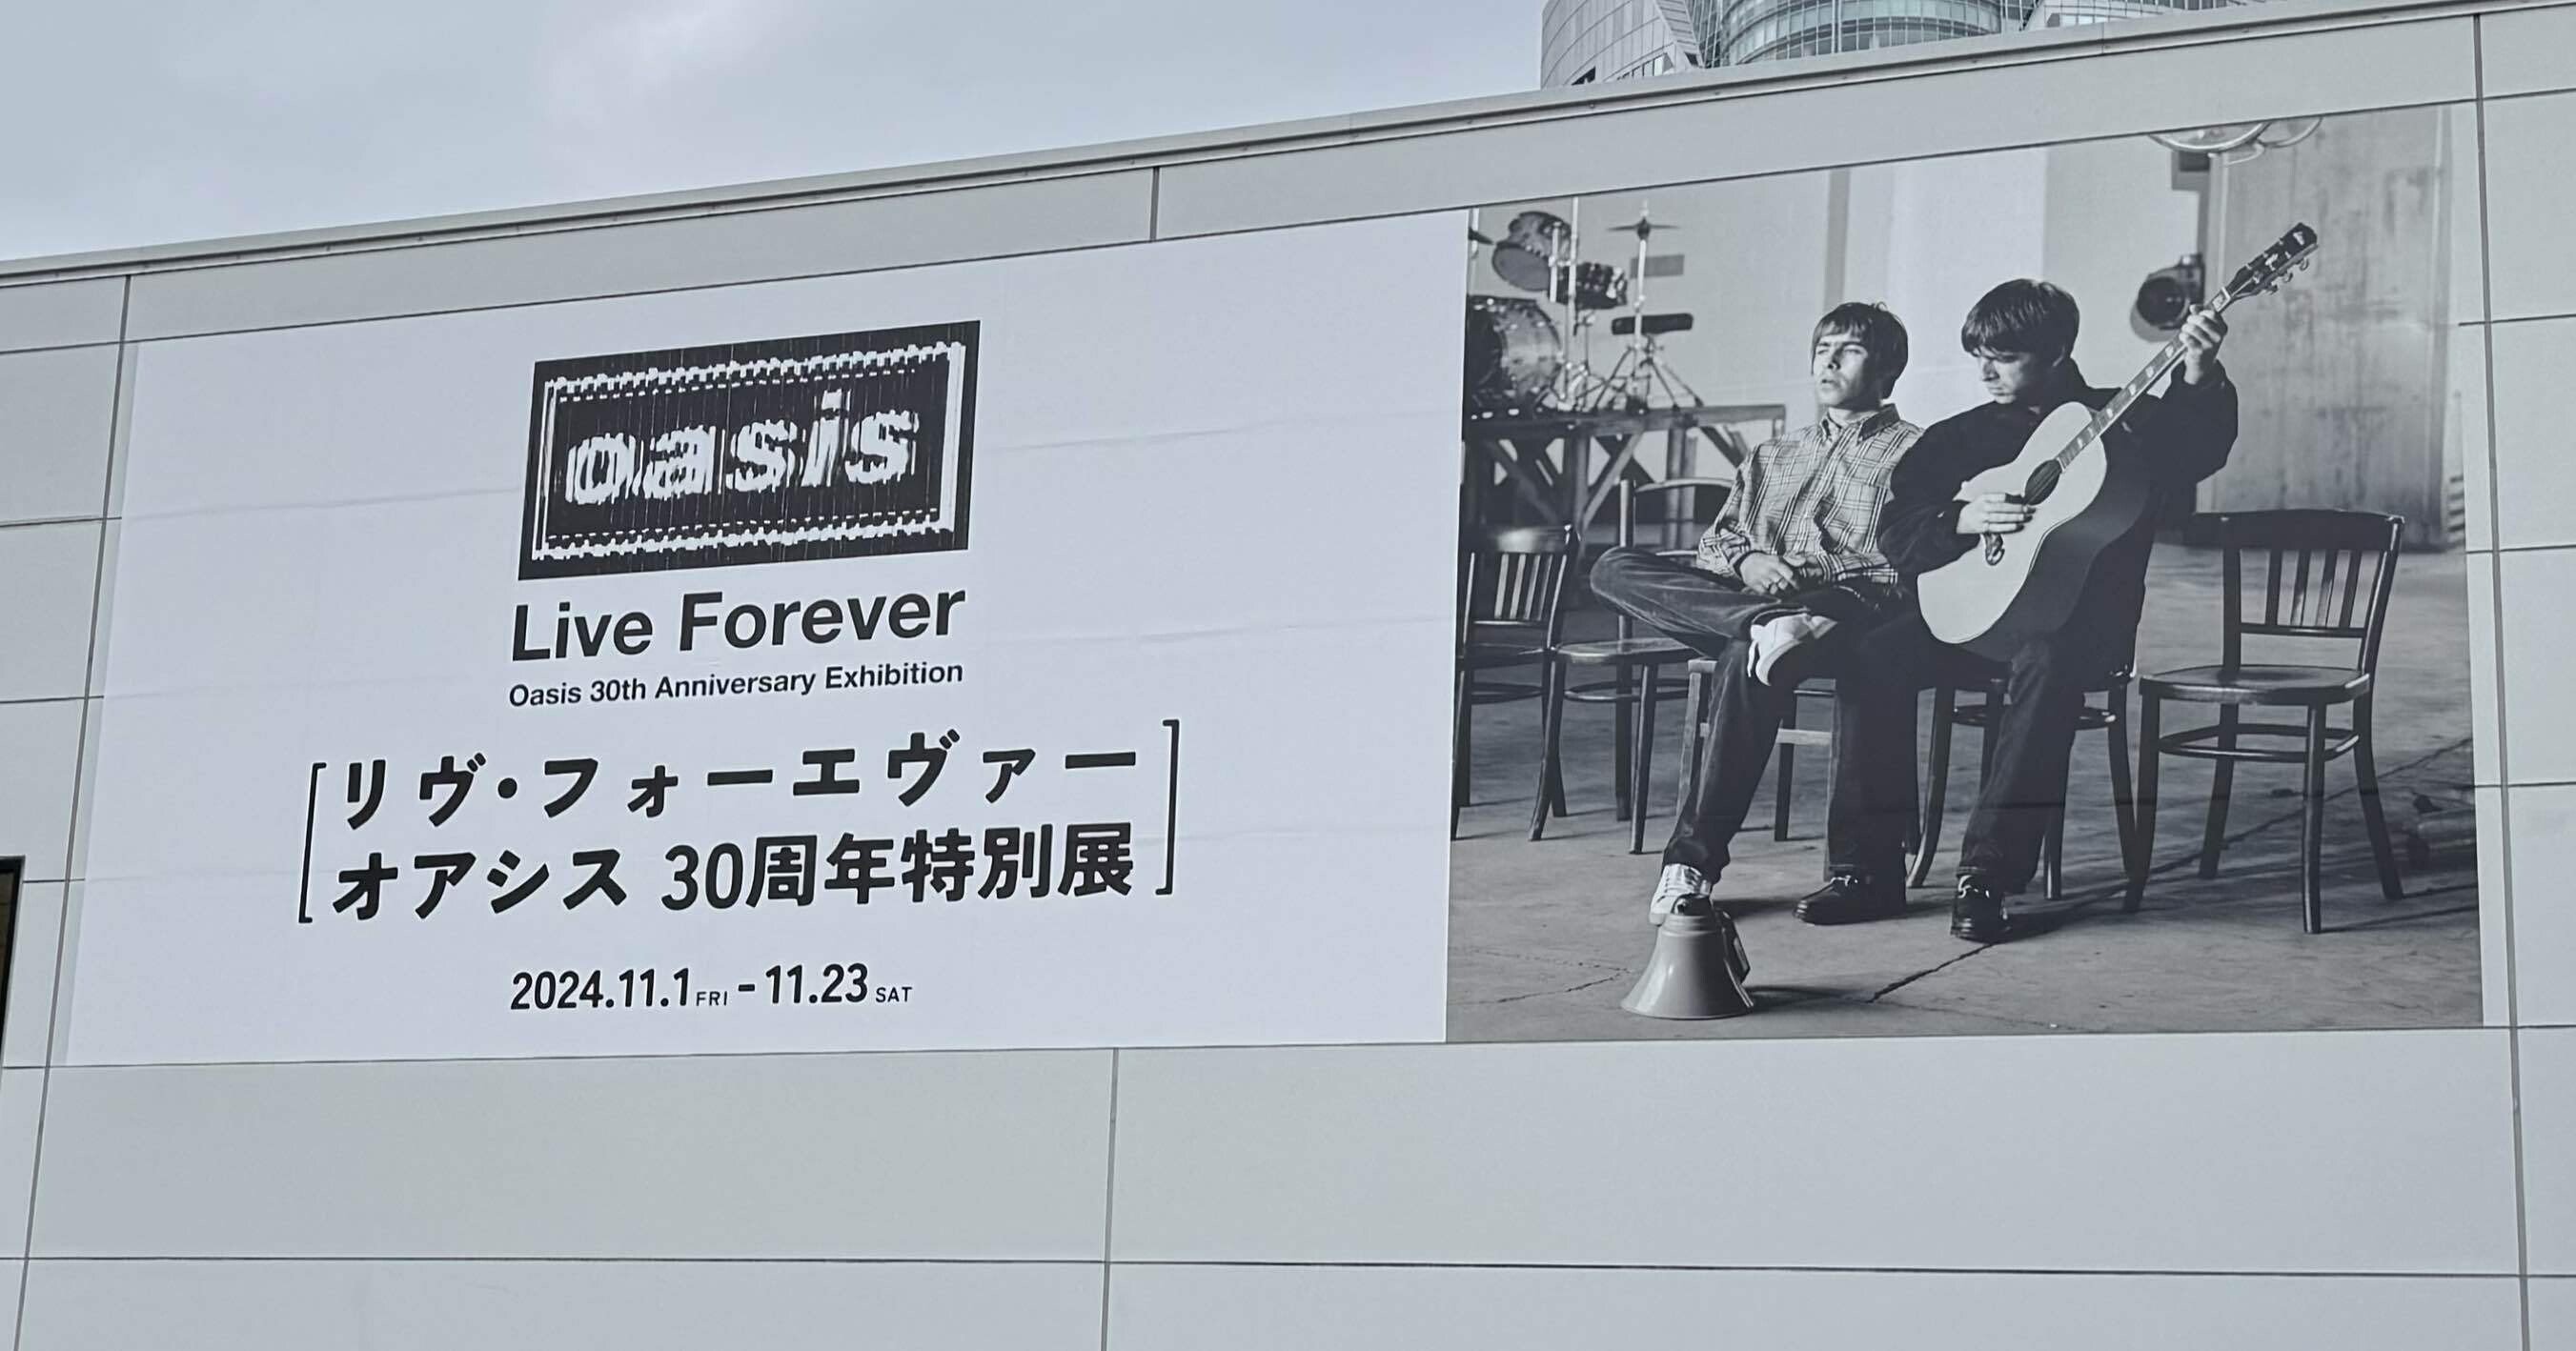 oasis
Live Forever
Oasis 30th Anniversary Exhibition
リヴ・フォーエヴァー
オアシス 30周年特別展
2024.11.1 FRI - 11.23 SAT